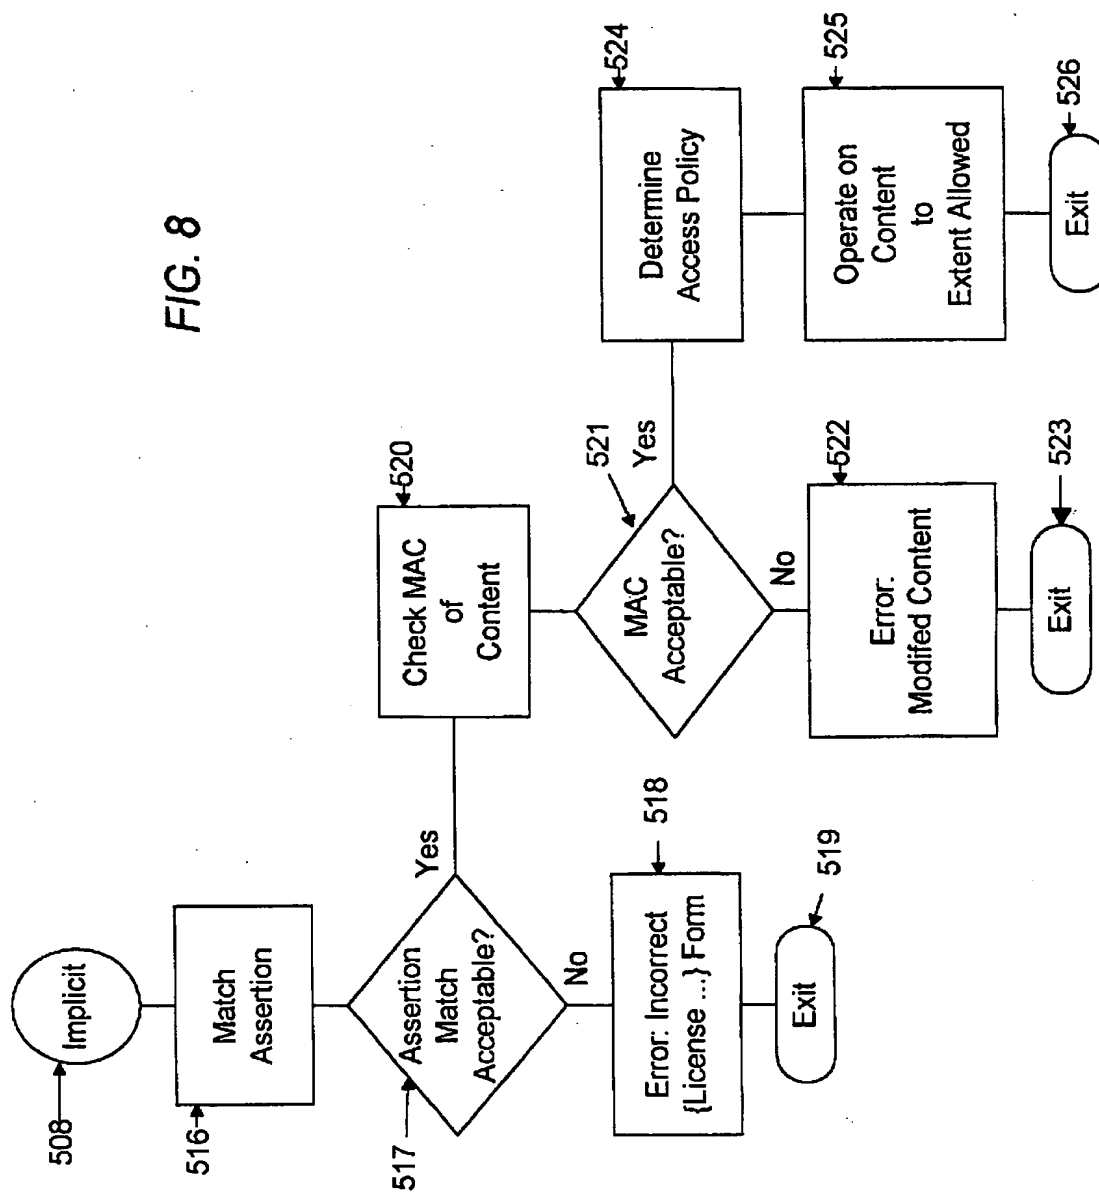 FIG. 8
508
Implicit
516
Match
Assertion
517
Assertion
Match
Acceptable?
Yes
No
518
Error: Incorrect
{License ...} Form
519
Exit
520
Check MAC
of
Content
521
MAC
Acceptable?
Yes
No
522
Error:
Modifed Content
523
Exit
524
Determine
Access Policy
525
Operate on
Content
to
Extent Allowed
526
Exit